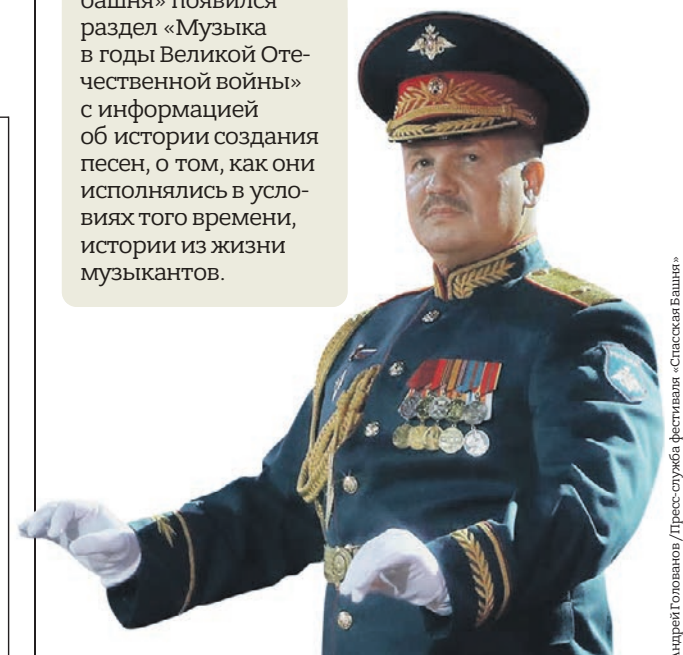 башня» появился
раздел «Музыка
в годы Великой Оте-
чественной войны»
с информацией
об истории создания
песен, о том, как они
исполнялись в усло-
виях того времени,
истории из жизни
музыкантов.
Андрей Голованов / Пресс-служба фестиваля «Спасская Башня»